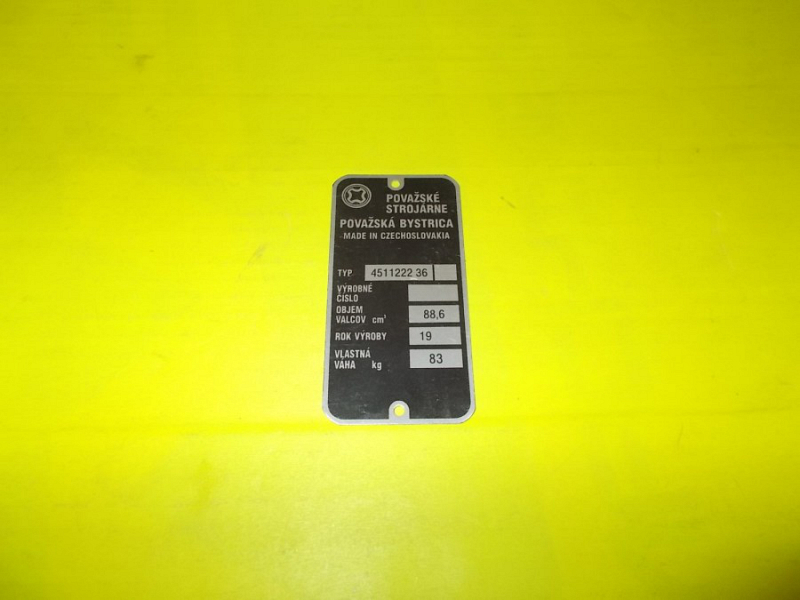 POVAŽSKÉ
STROJÁRNE
POVAŽSKÁ BYSTRICA
MADE IN CZECHOSLOVAKIA
TYP 4511222 36
VÝROBNÉ
ČÍSLO
OBJEM
VALCOV cm³ 88,6
ROK VÝROBY 19
VLASTNÁ
VÁHA kg 83